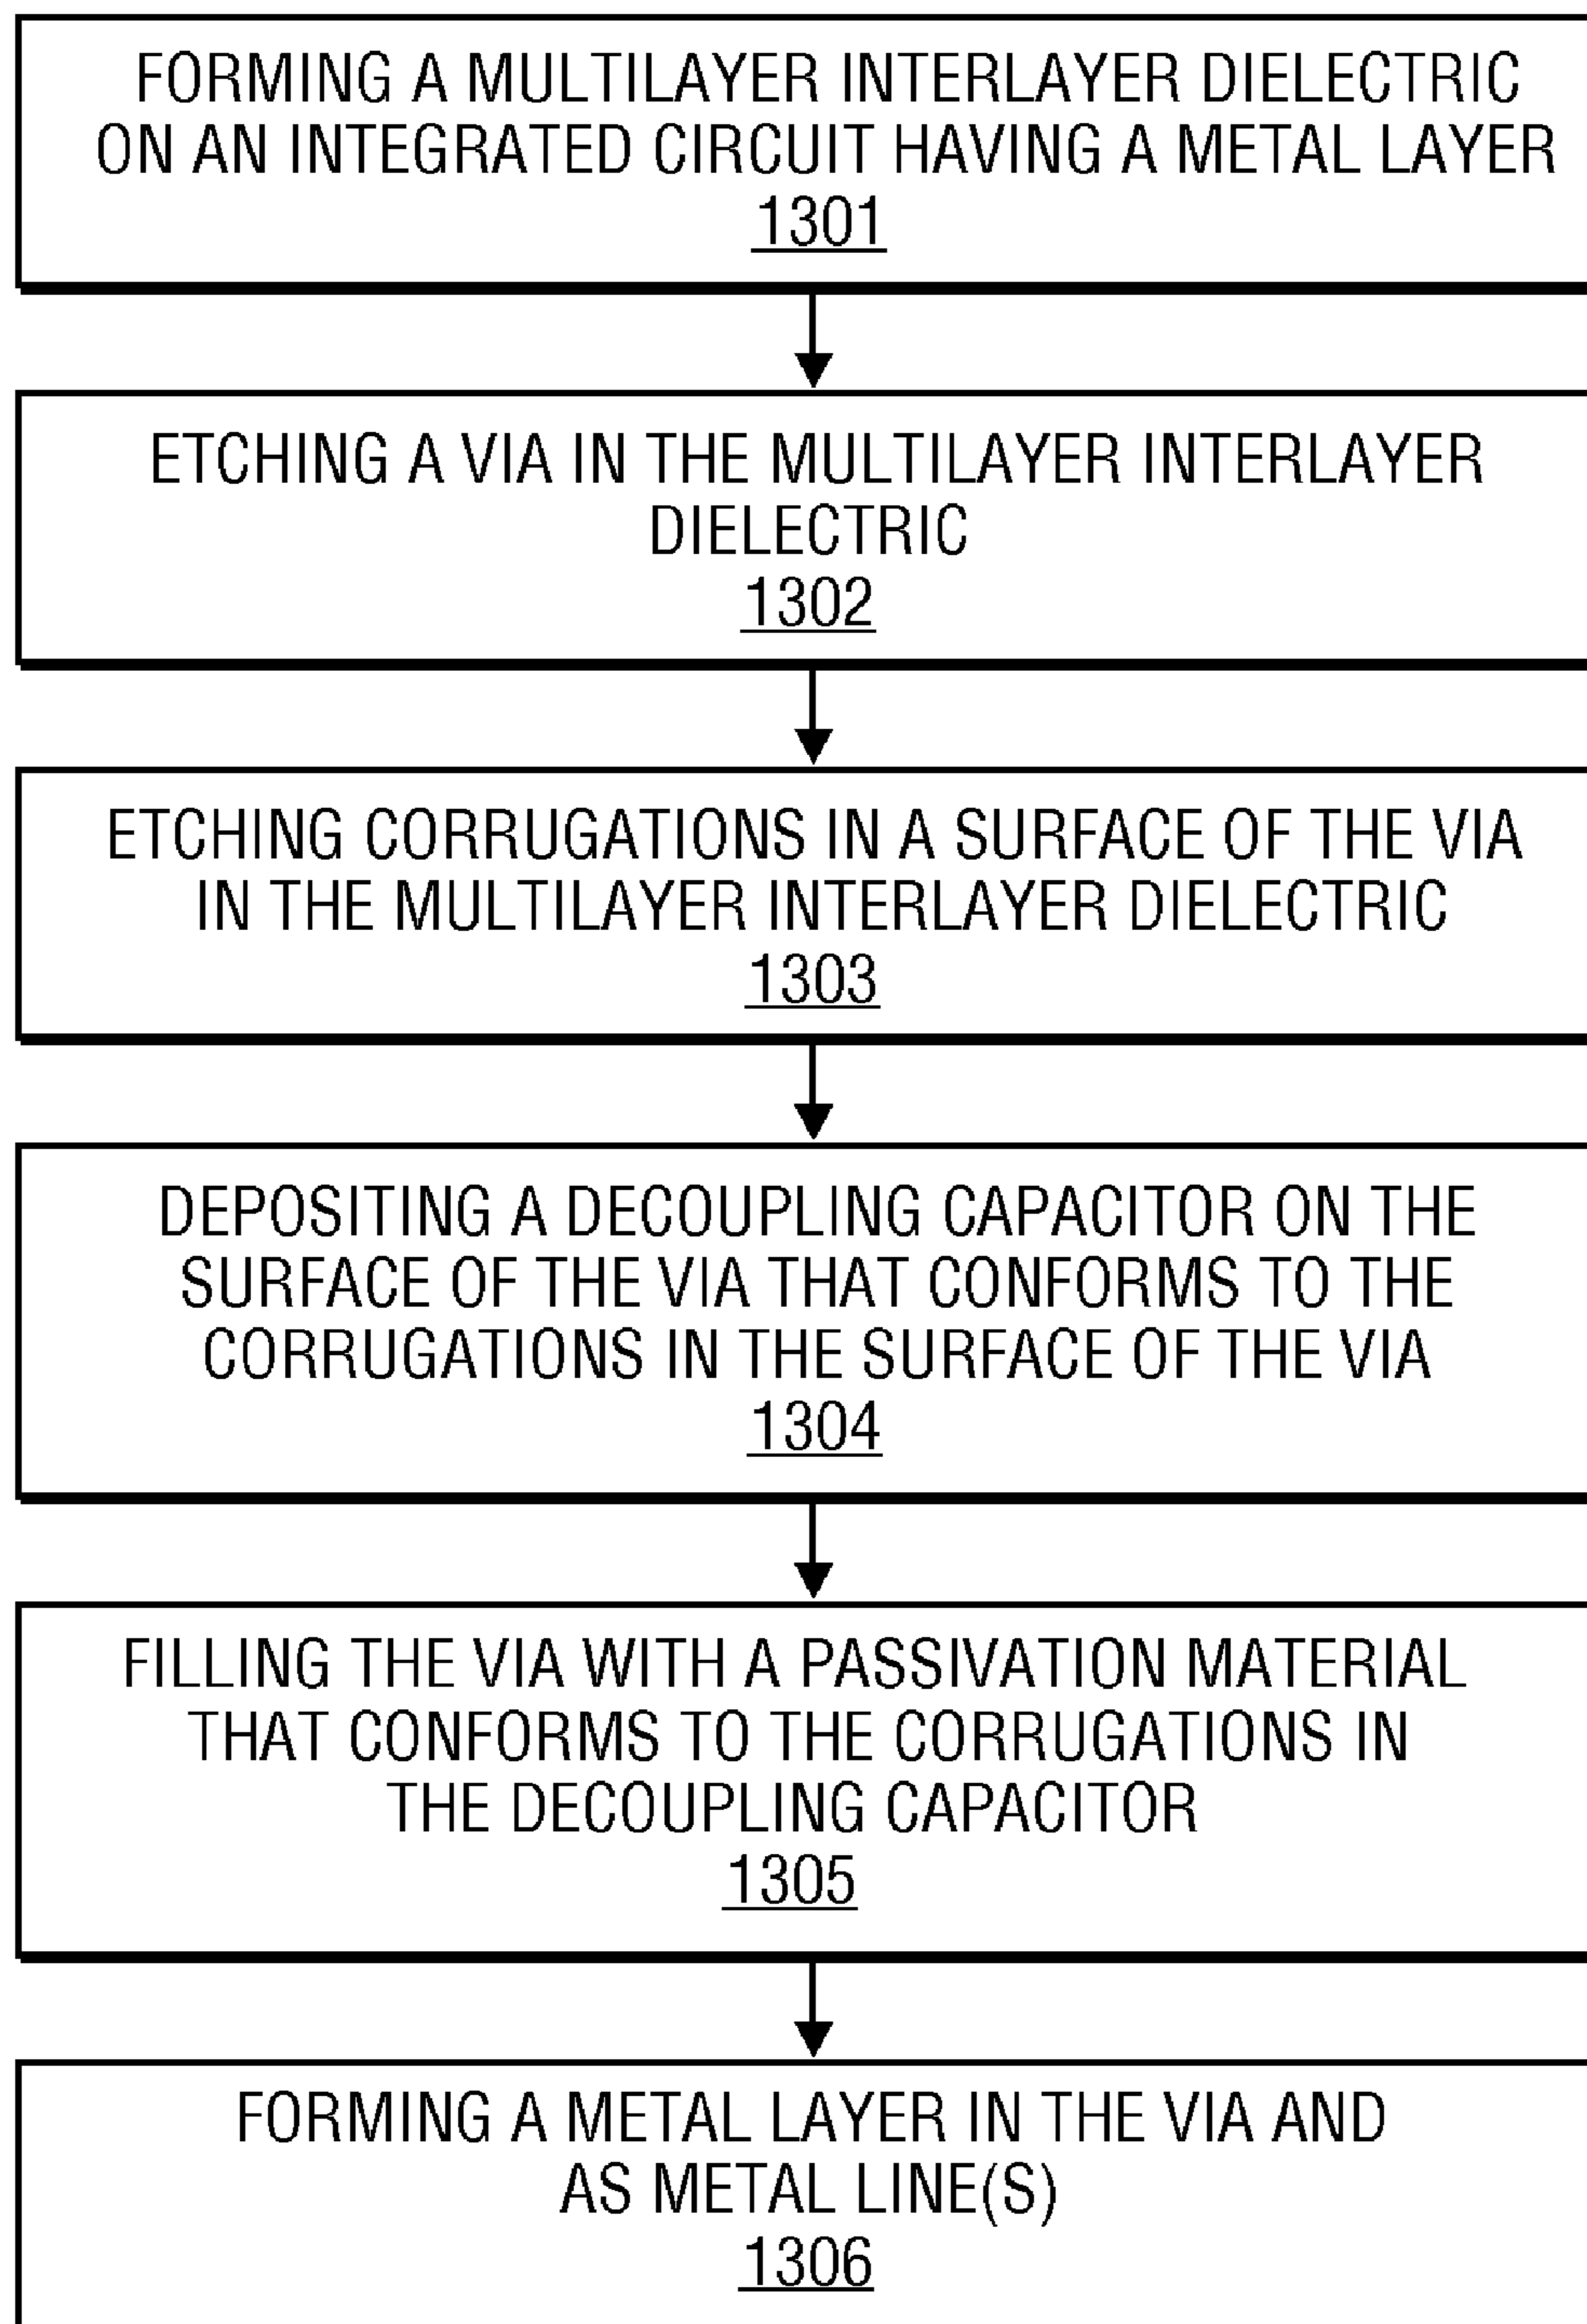 FORMING A MULTILAYER INTERLAYER DIELECTRIC
ON AN INTEGRATED CIRCUIT HAVING A METAL LAYER
1301
ETCHING A VIA IN THE MULTILAYER INTERLAYER
DIELECTRIC
1302
ETCHING CORRUGATIONS IN A SURFACE OF THE VIA
IN THE MULTILAYER INTERLAYER DIELECTRIC
1303
DEPOSITING A DECOUPLING CAPACITOR ON THE
SURFACE OF THE VIA THAT CONFORMS TO THE
CORRUGATIONS IN THE SURFACE OF THE VIA
1304
FILLING THE VIA WITH A PASSIVATION MATERIAL
THAT CONFORMS TO THE CORRUGATIONS IN
THE DECOUPLING CAPACITOR
1305
FORMING A METAL LAYER IN THE VIA AND
AS METAL LINE(S)
1306